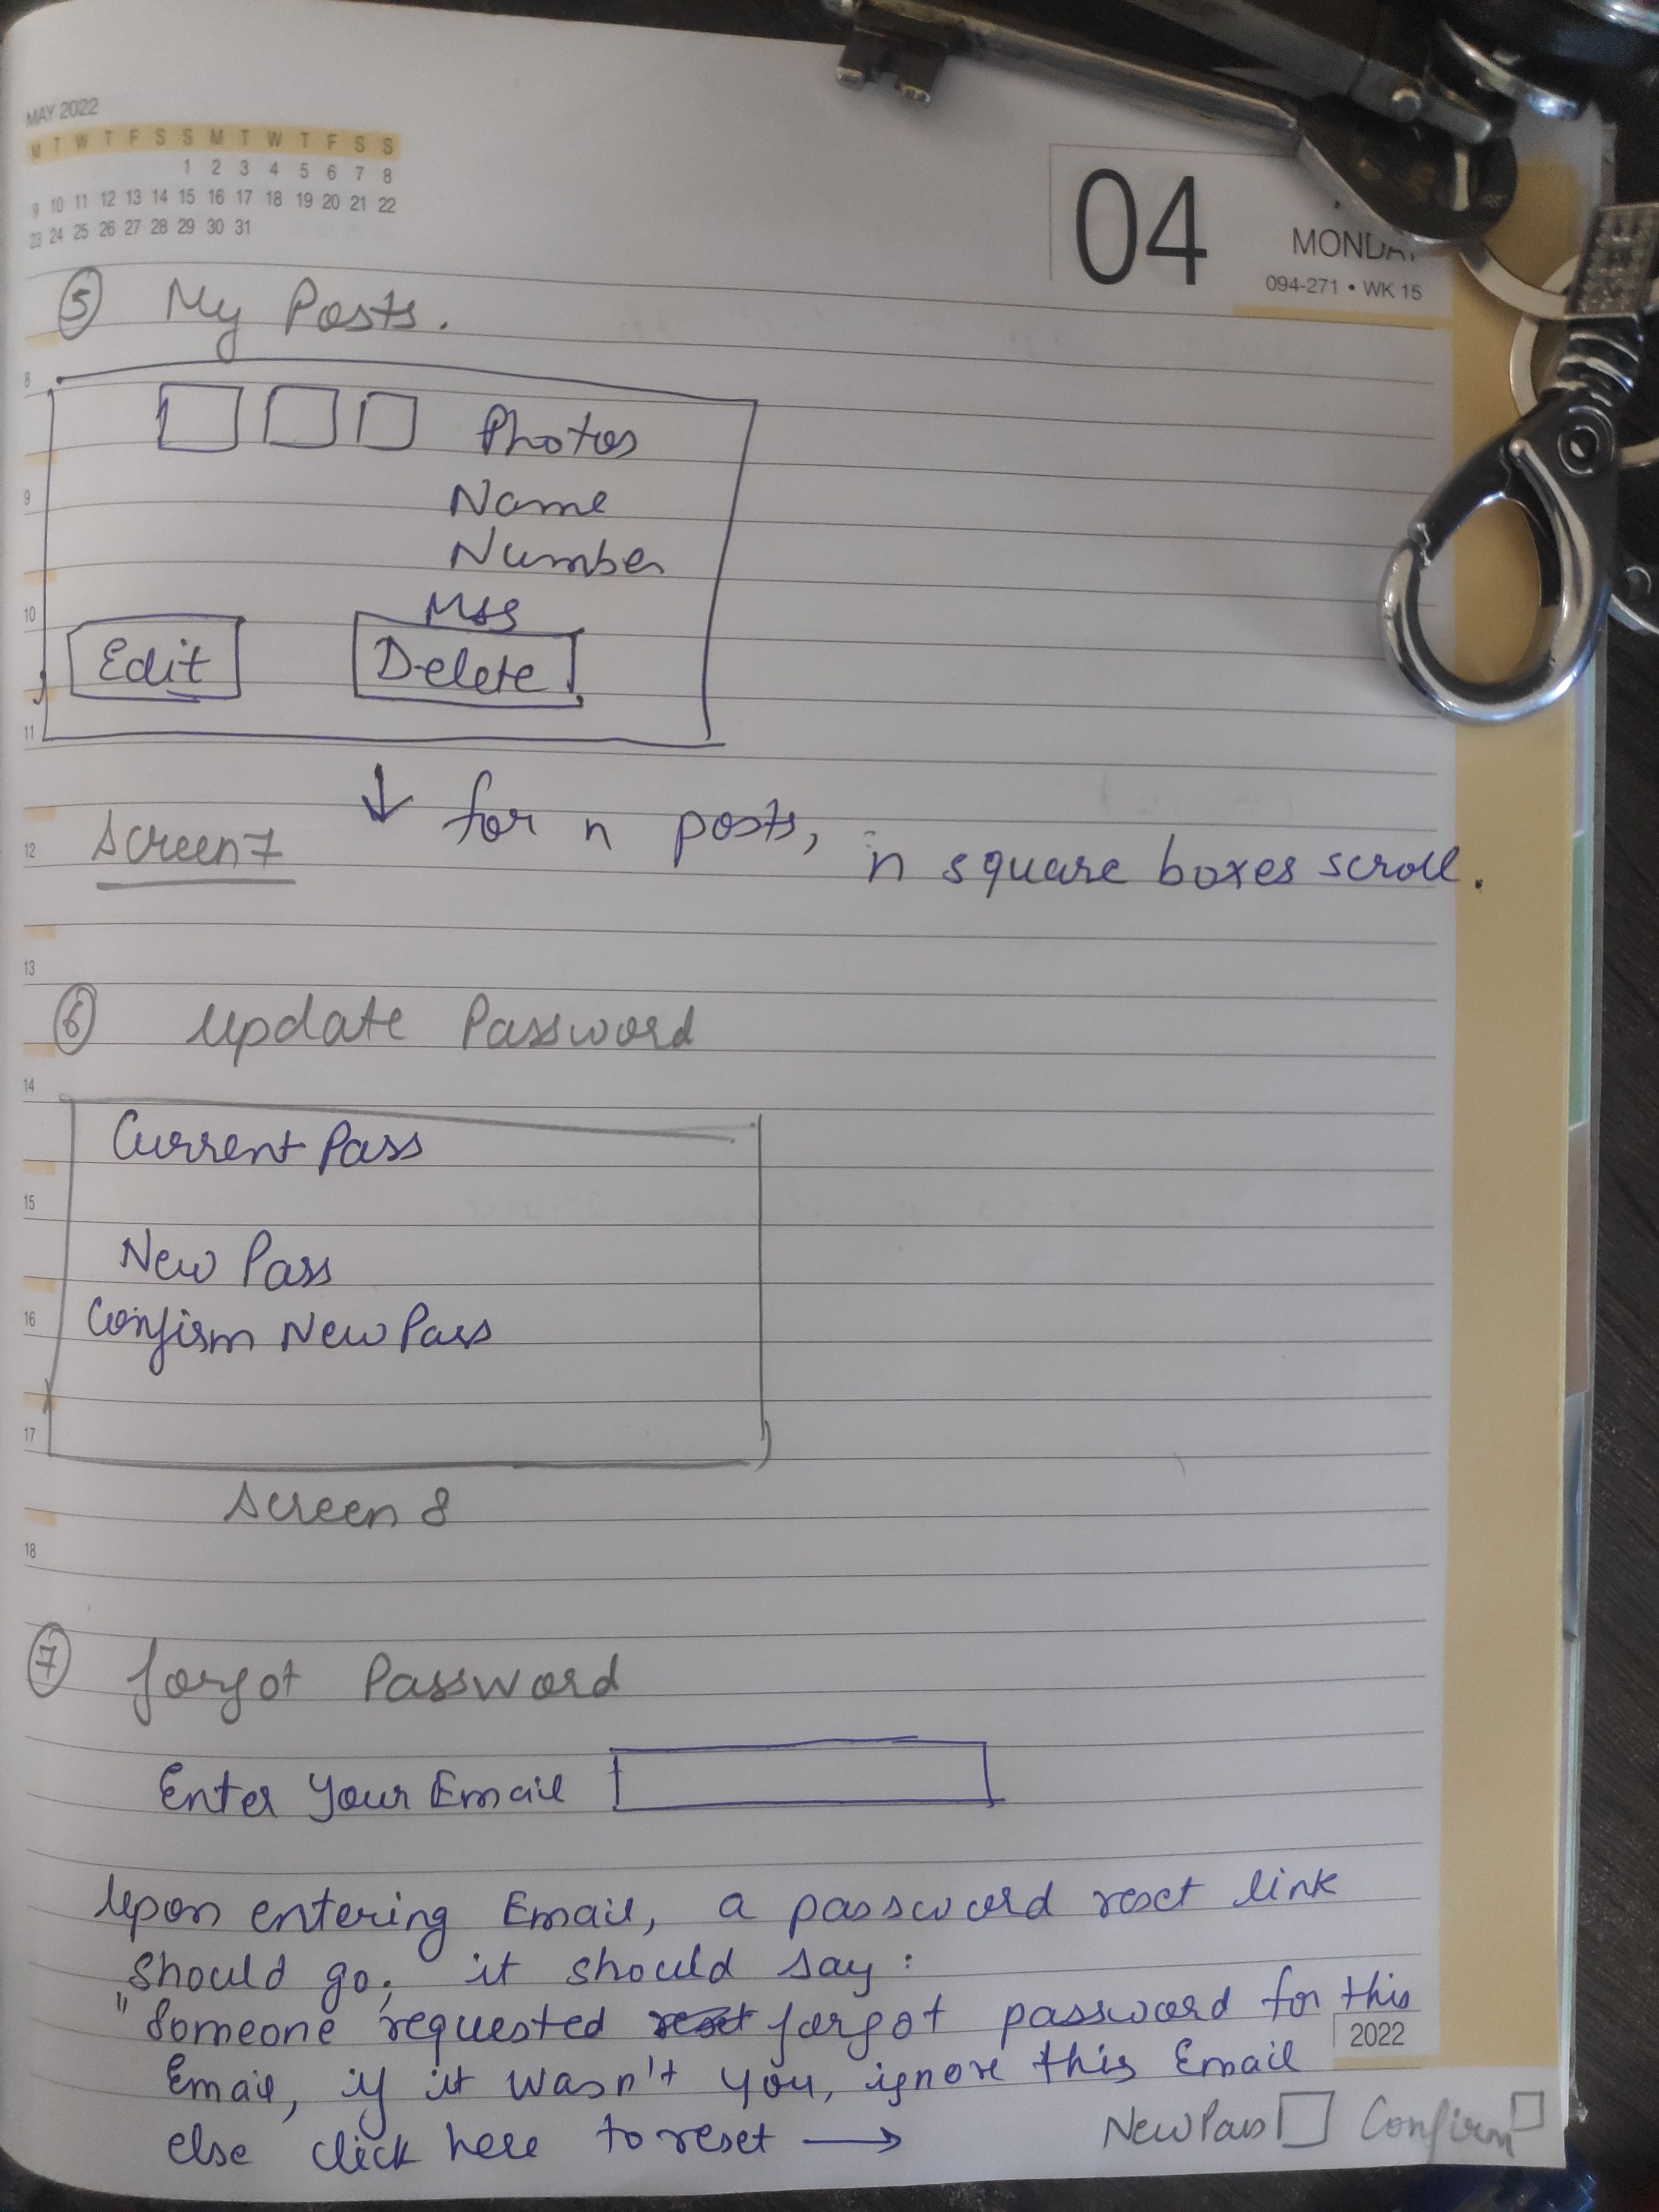 MAY 2022
M T W T F S S M T W T F S S
1 2 3 4 5 6 7 8
9 10 11 12 13 14 15 16 17 18 19 20 21 22
23 24 25 26 27 28 29 30 31
04
MONDAY
094-271 • WK 15
5 My Posts.
8
Photos
9
Name
Number
10
Msg
Edit Delete
11
↓ for n posts, n square boxes scroll.
12
Screen 7
13
6 Update Password
14
Current Pass
15
New Pass
16
Confirm New Pass
17
Screen 8
18
7 Forgot Password
Enter Your Email
Upon entering Email, a password reset link
should go, it should say:
"Someone requested reset forgot password for this
2022
Email, if it wasn't you, ignore this Email
else click here to reset → New Pass Confirm